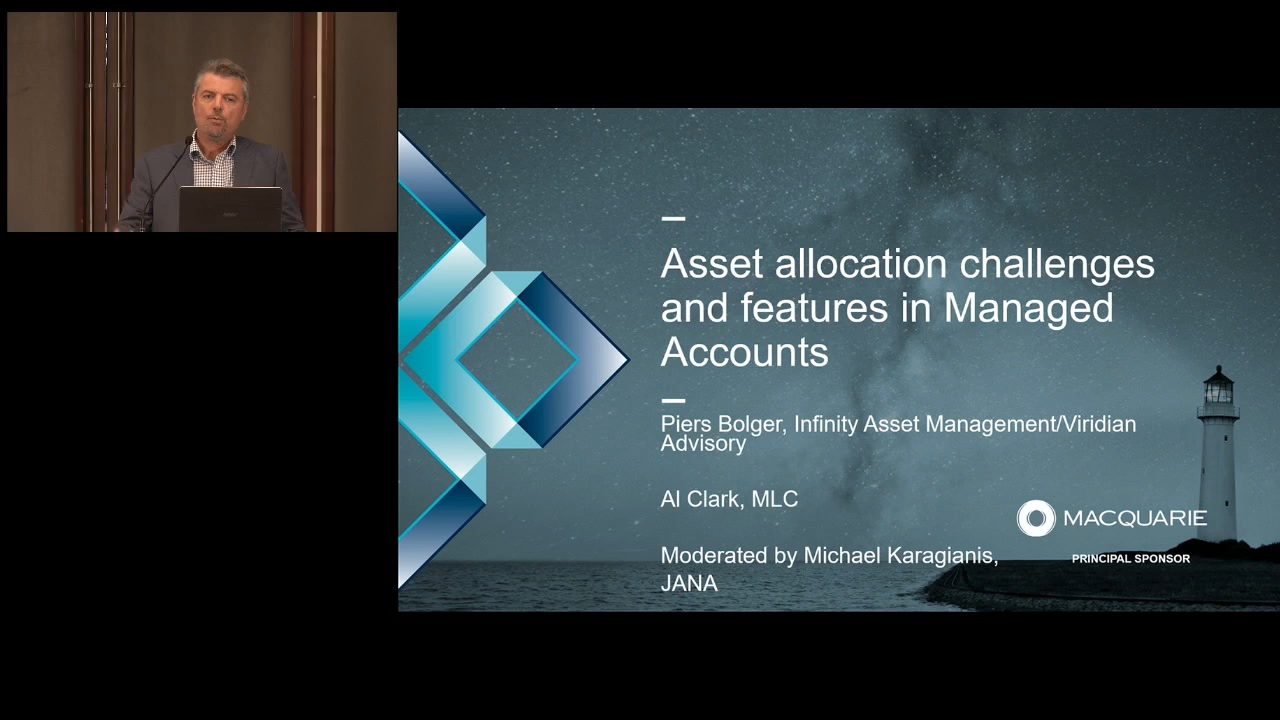 Asset allocation challenges
and features in Managed
Accounts
Piers Bolger, Infinity Asset Management/Viridian
Advisory
Al Clark, MLC
Moderated by Michael Karagianis,
JANA
MACQUARIE
PRINCIPAL SPONSOR